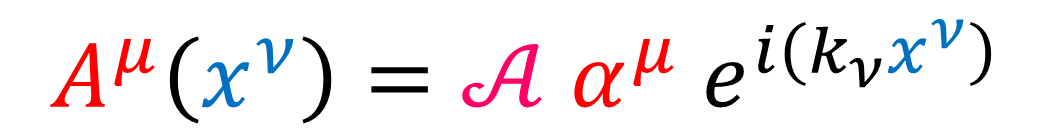 A^μ(x^ν) = 𝒜 α^μ e^{i(k_ν x^ν)}